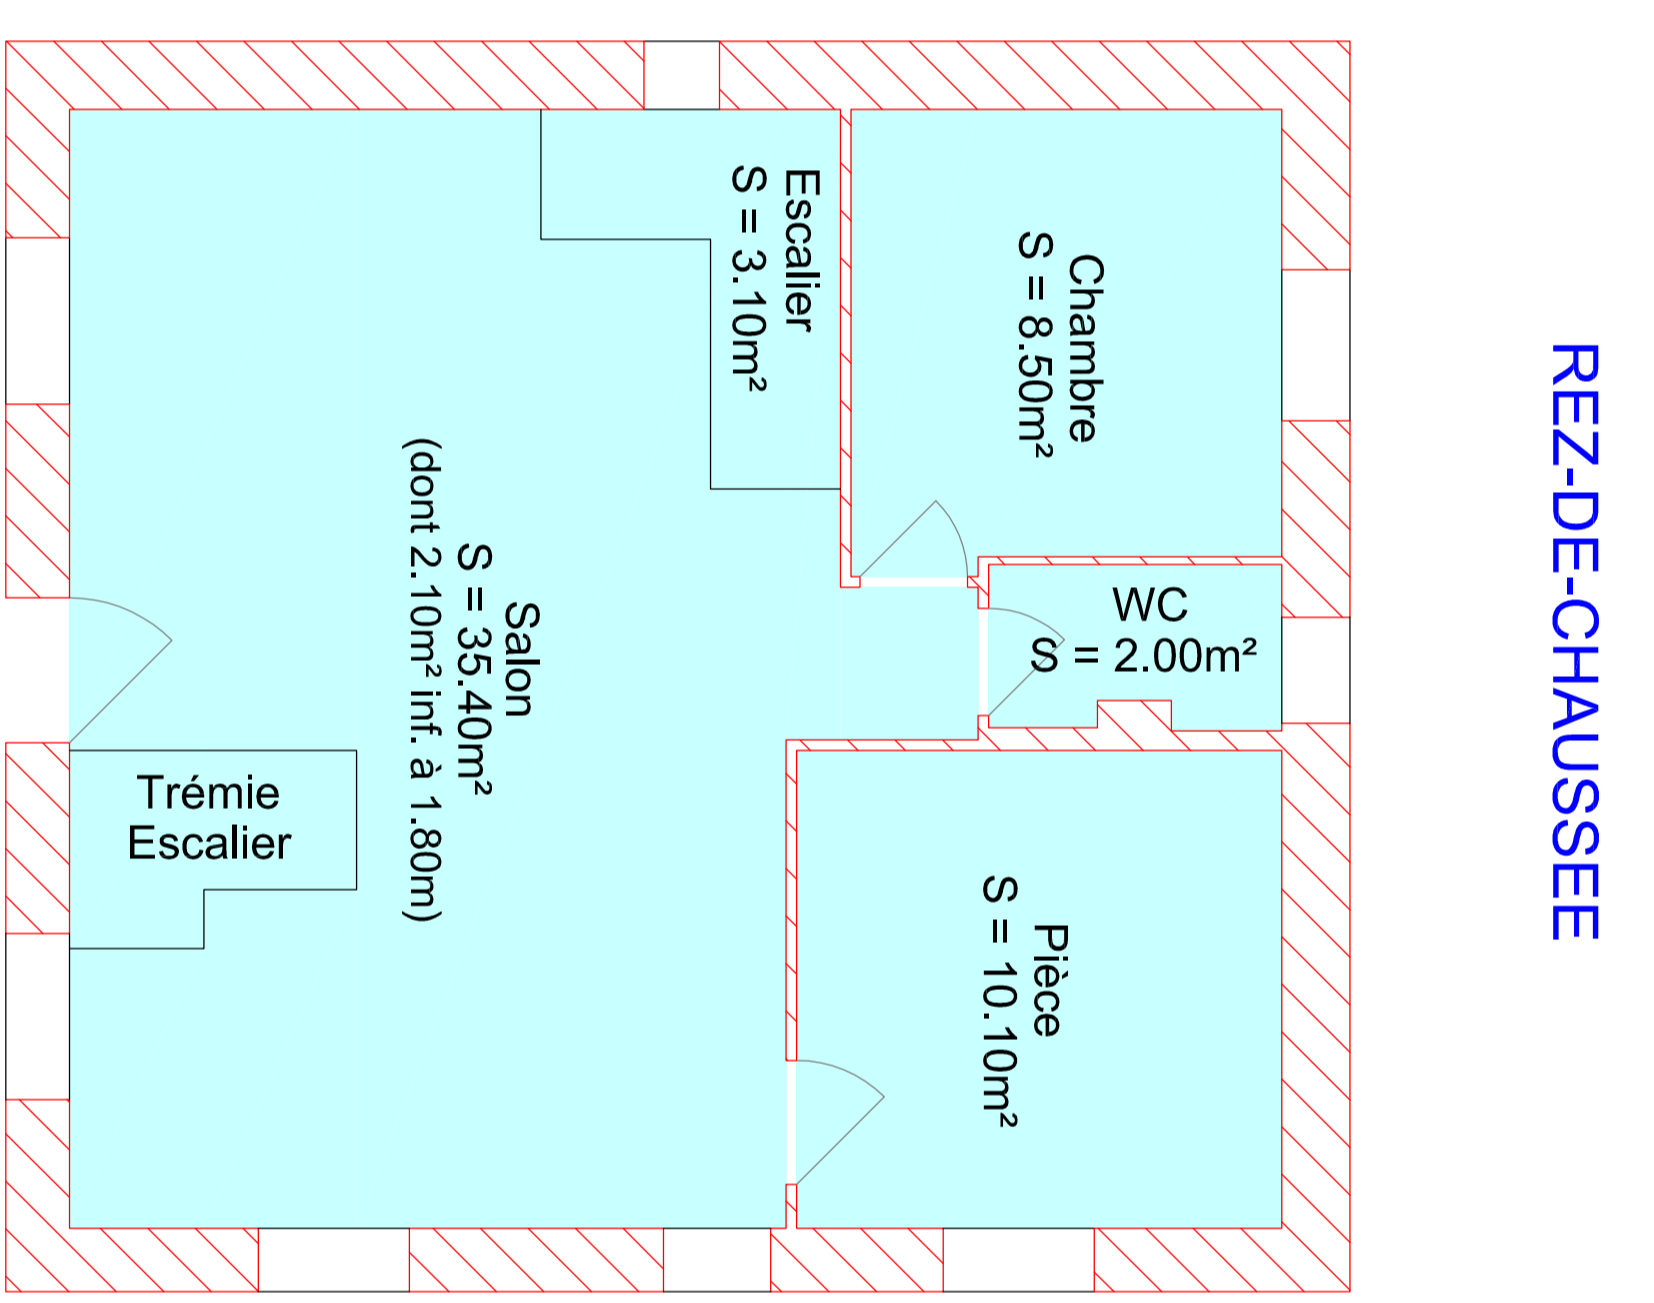 REZ-DE-CHAUSSEE
Chambre
S = 8.50m²
Escalier
S = 3.10m²
WC
S = 2.00m²
Salon
S = 35.40m²
(dont 2.10m² inf. à 1.80m)
Trémie
Escalier
Pièce
S = 10.10m²